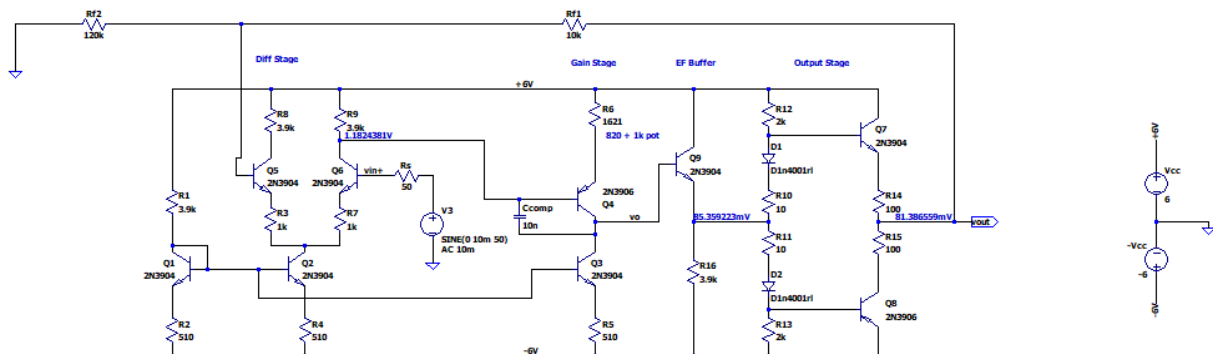 Rf2
120k
Rf1
10k
Diff Stage
Gain Stage
EF Buffer
Output Stage
+6V
R8
3.9k
R9
3.9k
1.1824381V
R6
1621
820 + 1k pot
R12
2k
Q7
2N3904
D1
D1n4001rl
Q5
2N3904
Q6
2N3904
vin+
Rs
50
2N3906
Q4
Q9
2N3904
R1
3.9k
R3
1k
R7
1k
V3
SINE(0 10m 50)
AC 10m
Ccomp
10n
vo
R10
10
R14
100
85.359223mV
81.386559mV
vout
R11
10
R15
100
Q1
2N3904
Q2
2N3904
Q3
2N3904
R16
3.9k
D2
D1n4001rl
Q8
2N3906
R2
510
R4
510
R5
510
R13
2k
-6V
+6V
Vcc
6
-Vcc
-6
-6V